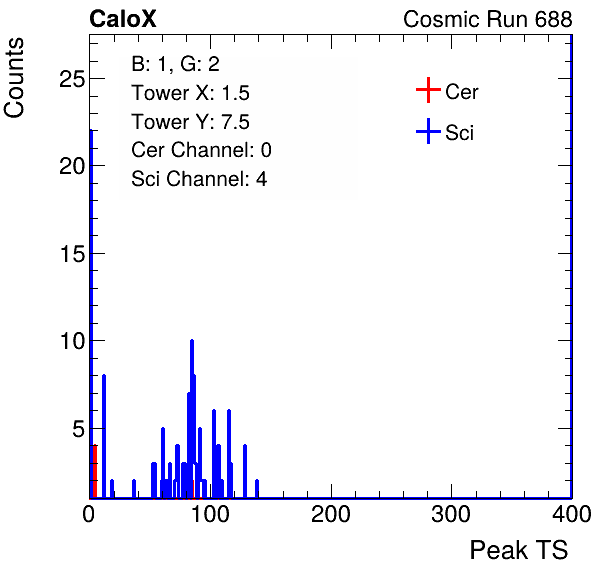 CaloX Cosmic Run 688
Counts
B: 1, G: 2
Tower X: 1.5
Tower Y: 7.5
Cer Channel: 0
Sci Channel: 4
Cer
Sci
25
20
15
10
5
0 100 200 300 400
Peak TS